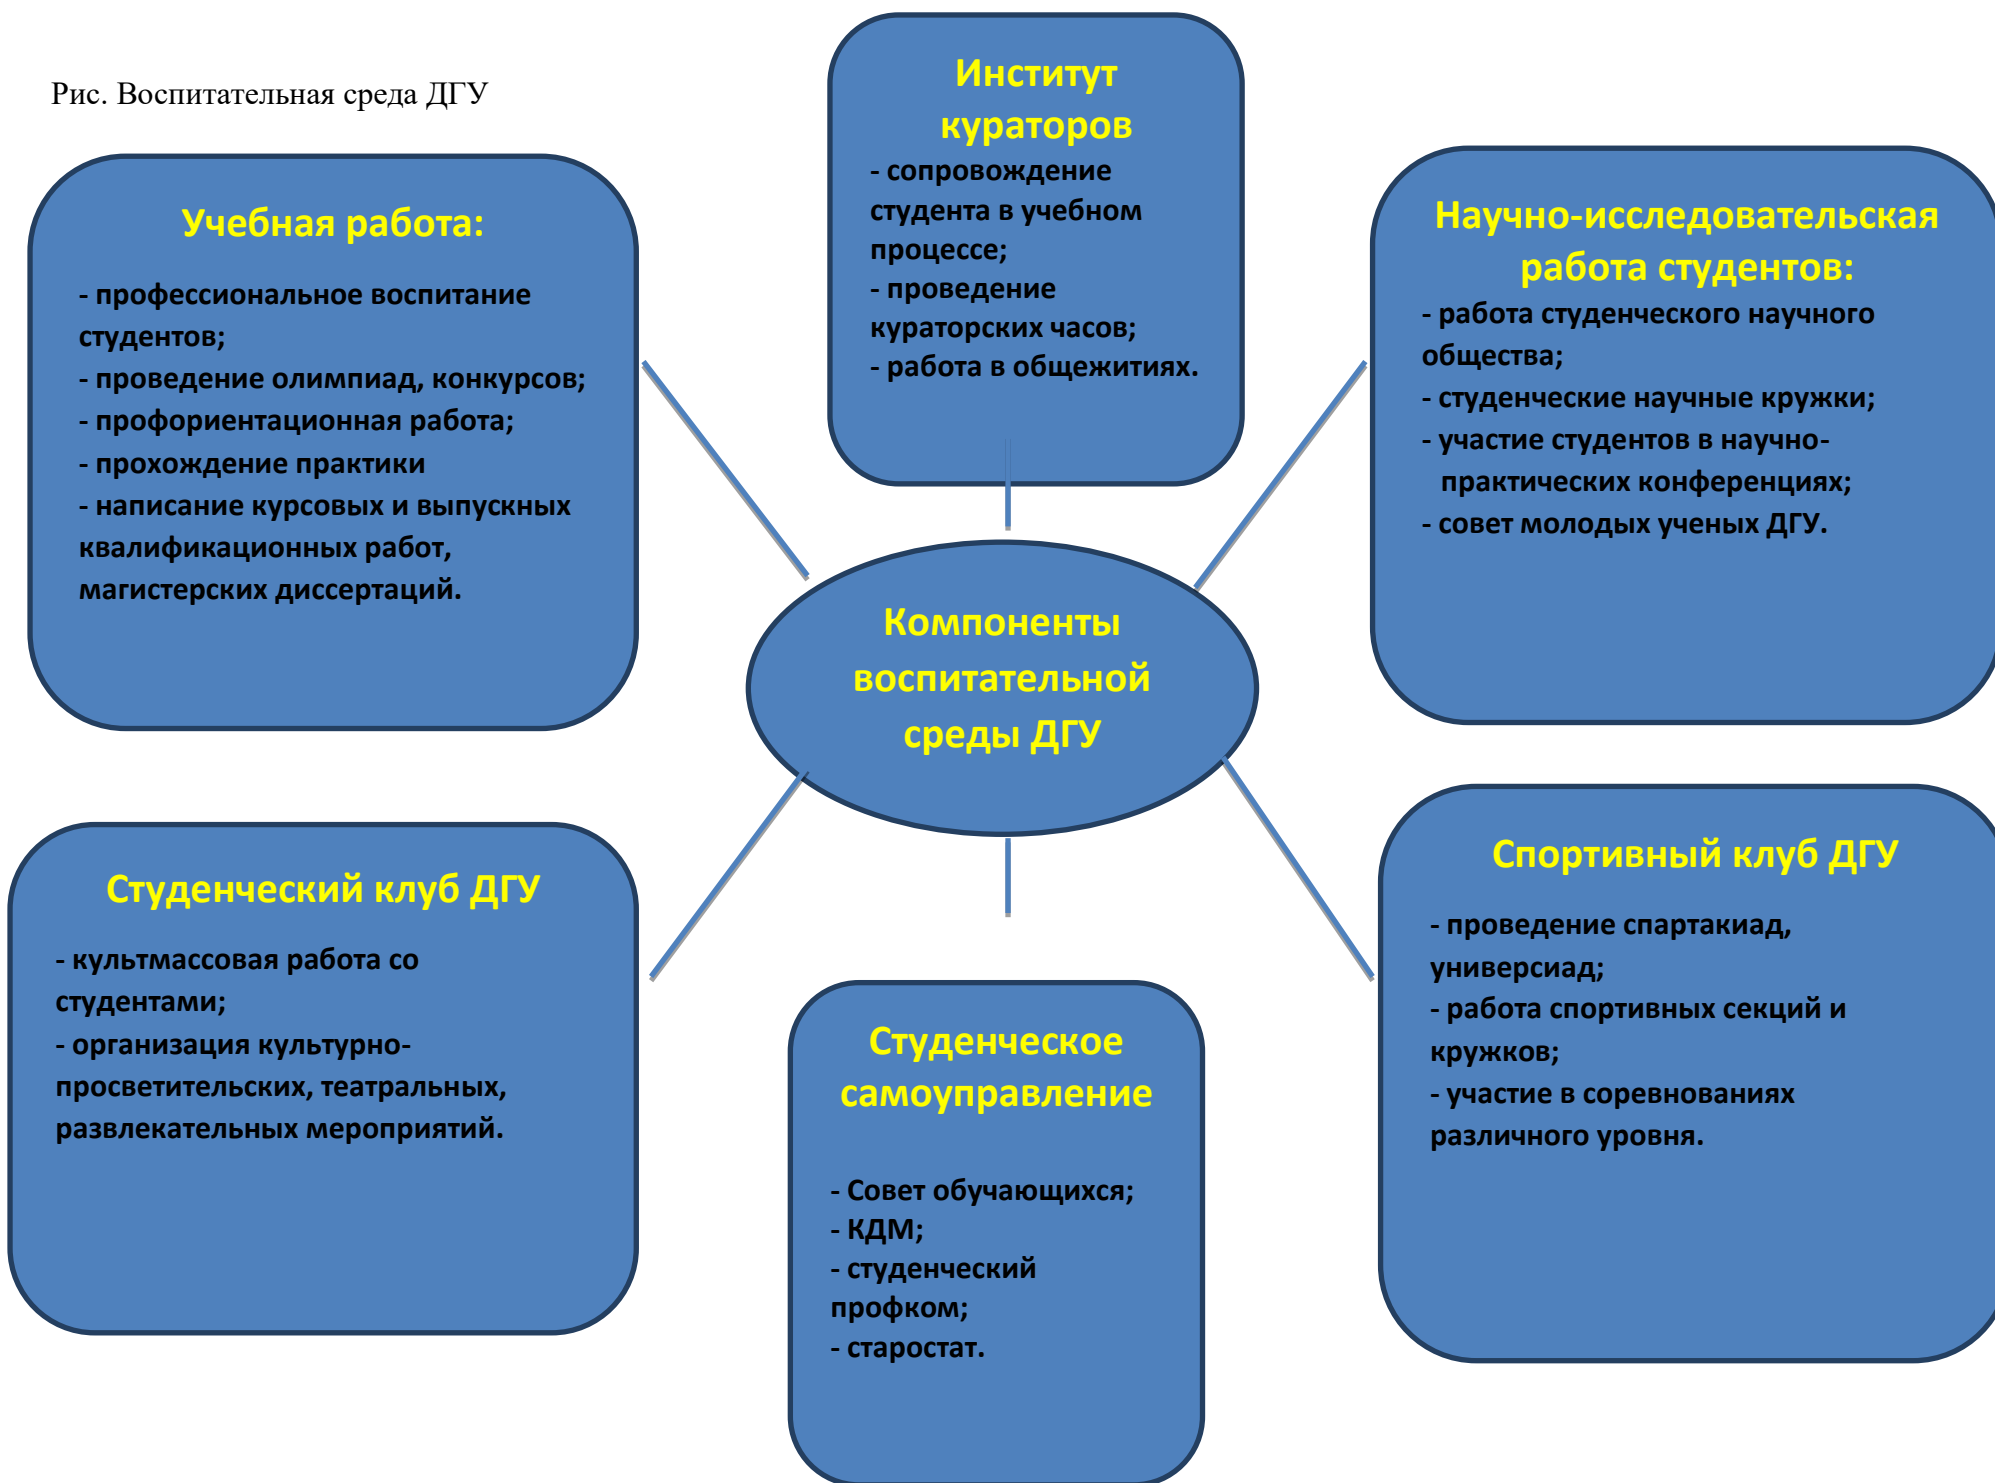 Рис. Воспитательная среда ДГУ
Институт
кураторов
- сопровождение
студента в учебном
процессе;
- проведение
кураторских часов;
- работа в общежитиях.
Учебная работа:
- профессиональное воспитание
студентов;
- проведение олимпиад, конкурсов;
- профориентационная работа;
- прохождение практики
- написание курсовых и выпускных
квалификационных работ,
магистерских диссертаций.
Научно-исследовательская
работа студентов:
- работа студенческого научного
общества;
- студенческие научные кружки;
- участие студентов в научно-
практических конференциях;
- совет молодых ученых ДГУ.
Компоненты
воспитательной
среды ДГУ
Студенческий клуб ДГУ
- культмассовая работа со
студентами;
- организация культурно-
просветительских, театральных,
развлекательных мероприятий.
Студенческое
самоуправление
- Совет обучающихся;
- КДМ;
- студенческий
профком;
- старостат.
Спортивный клуб ДГУ
- проведение спартакиад,
универсиад;
- работа спортивных секций и
кружков;
- участие в соревнованиях
различного уровня.